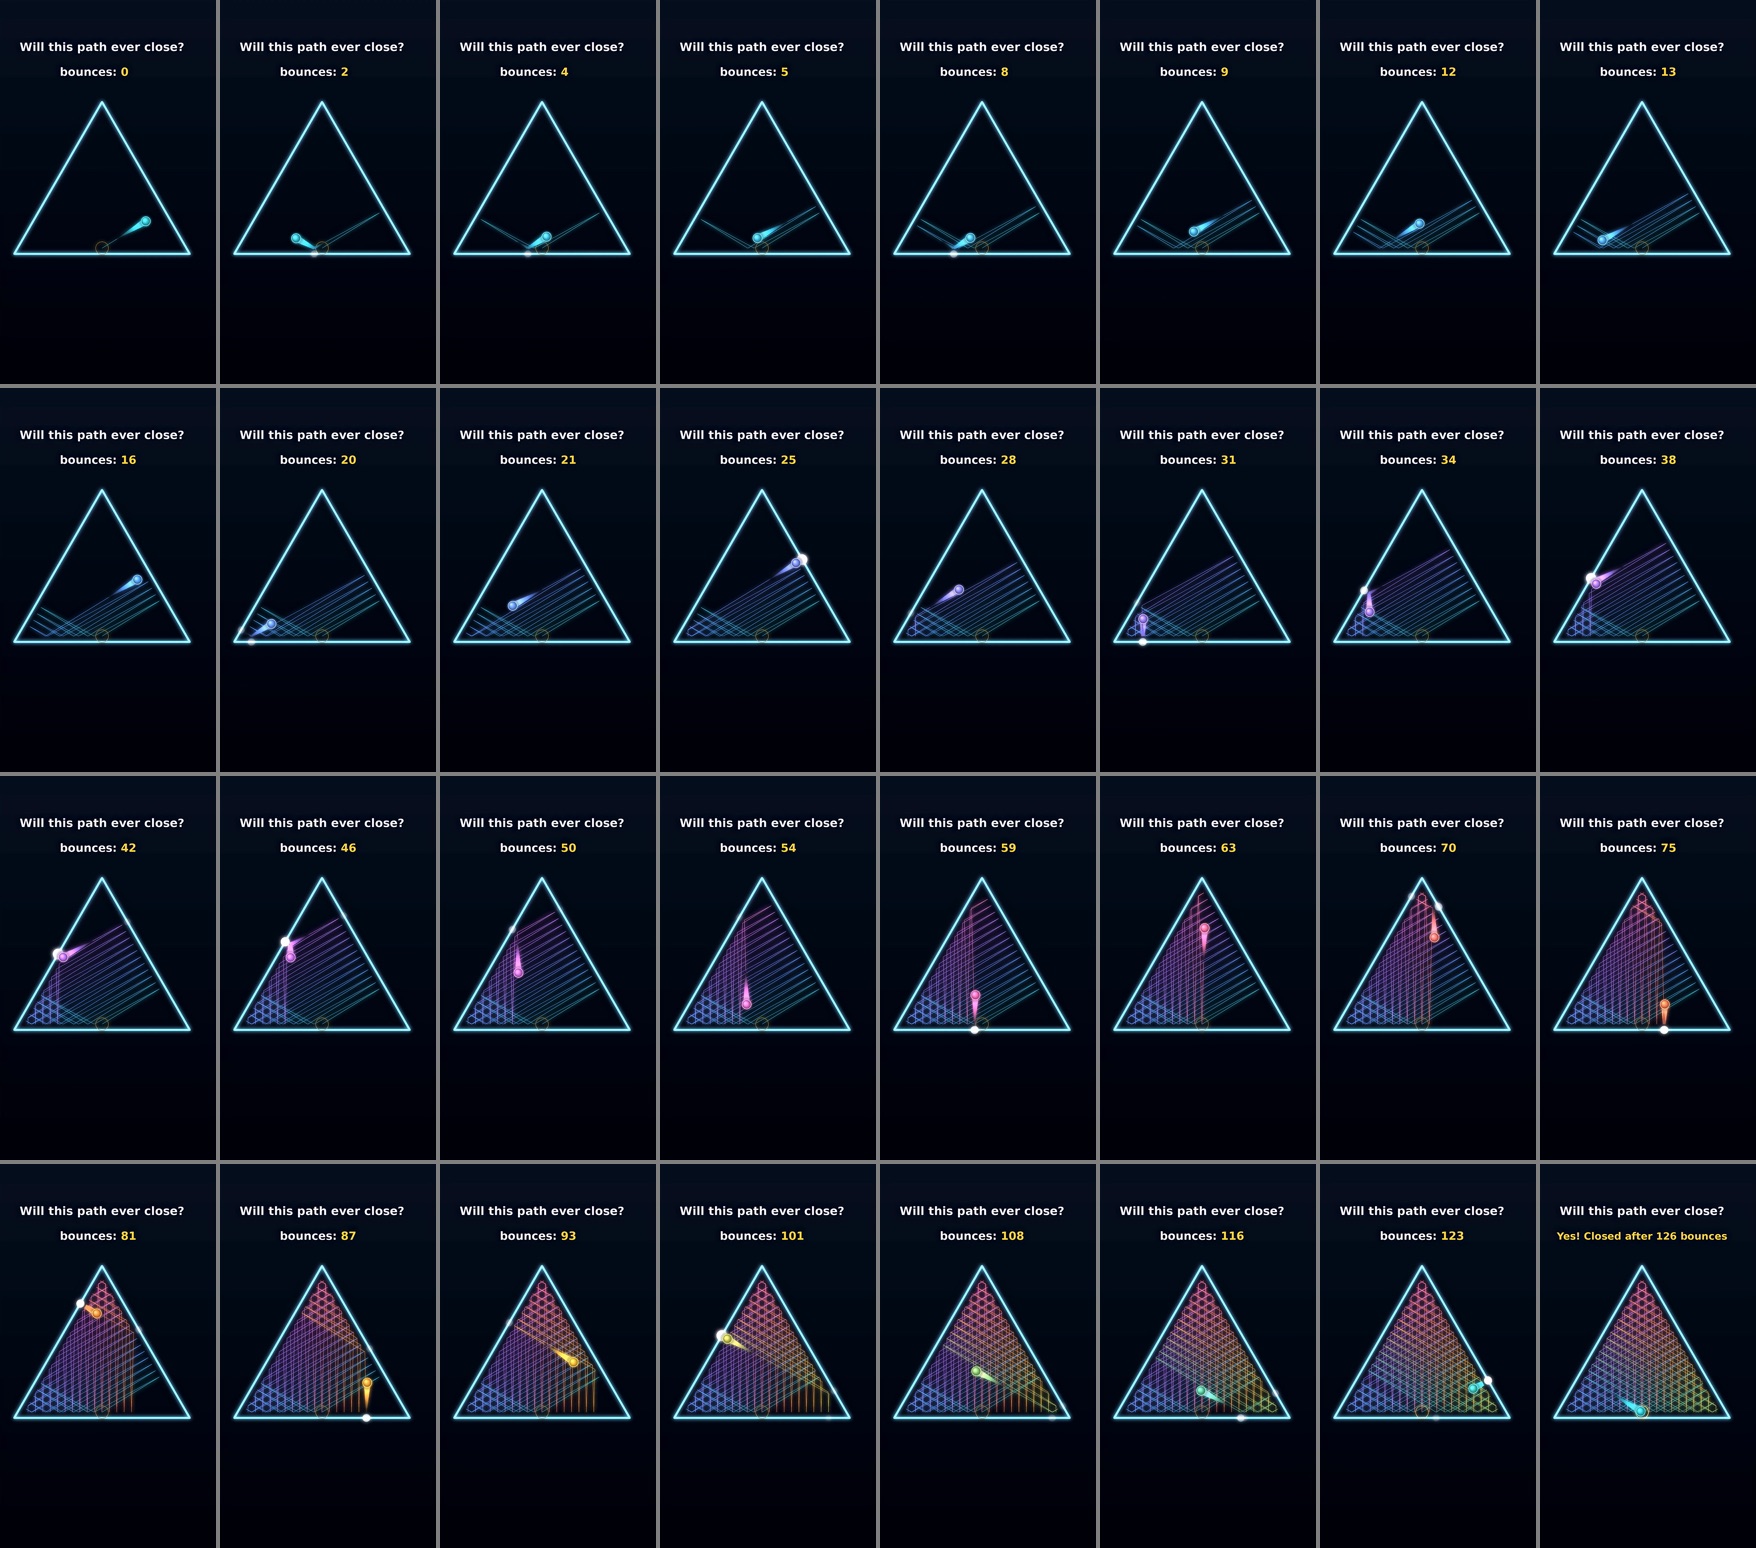 Will this path ever close?
bounces: 0
Will this path ever close?
bounces: 2
Will this path ever close?
bounces: 4
Will this path ever close?
bounces: 5
Will this path ever close?
bounces: 8
Will this path ever close?
bounces: 9
Will this path ever close?
bounces: 12
Will this path ever close?
bounces: 13
Will this path ever close?
bounces: 16
Will this path ever close?
bounces: 20
Will this path ever close?
bounces: 21
Will this path ever close?
bounces: 25
Will this path ever close?
bounces: 28
Will this path ever close?
bounces: 31
Will this path ever close?
bounces: 34
Will this path ever close?
bounces: 38
Will this path ever close?
bounces: 42
Will this path ever close?
bounces: 46
Will this path ever close?
bounces: 50
Will this path ever close?
bounces: 54
Will this path ever close?
bounces: 59
Will this path ever close?
bounces: 63
Will this path ever close?
bounces: 70
Will this path ever close?
bounces: 75
Will this path ever close?
bounces: 81
Will this path ever close?
bounces: 87
Will this path ever close?
bounces: 93
Will this path ever close?
bounces: 101
Will this path ever close?
bounces: 108
Will this path ever close?
bounces: 116
Will this path ever close?
bounces: 123
Will this path ever close?
Yes! Closed after 126 bounces